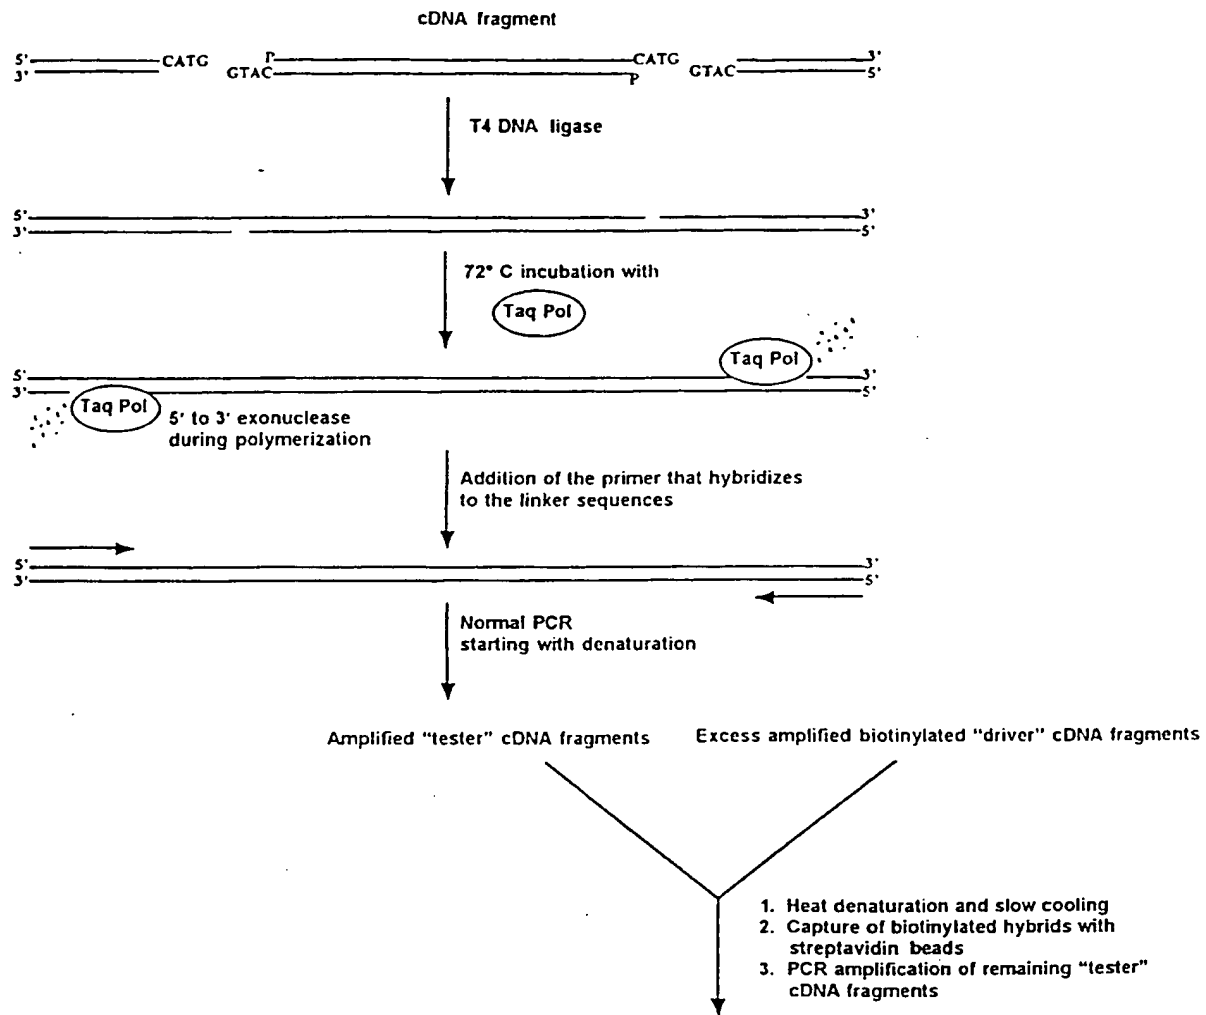 cDNA fragment
5' CATG P CATG 3'
3' GTAC P GTAC 5'
T4 DNA ligase
5' 3'
3' 5'
72° C incubation with
Taq Pol
Taq Pol
5' 3'
3' 5'
Taq Pol
5' to 3' exonuclease
during polymerization
Addition of the primer that hybridizes
to the linker sequences
5' 3'
3' 5'
Normal PCR
starting with denaturation
Amplified "tester" cDNA fragments Excess amplified biotinylated "driver" cDNA fragments
1. Heat denaturation and slow cooling
2. Capture of biotinylated hybrids with
streptavidin beads
3. PCR amplification of remaining "tester"
cDNA fragments